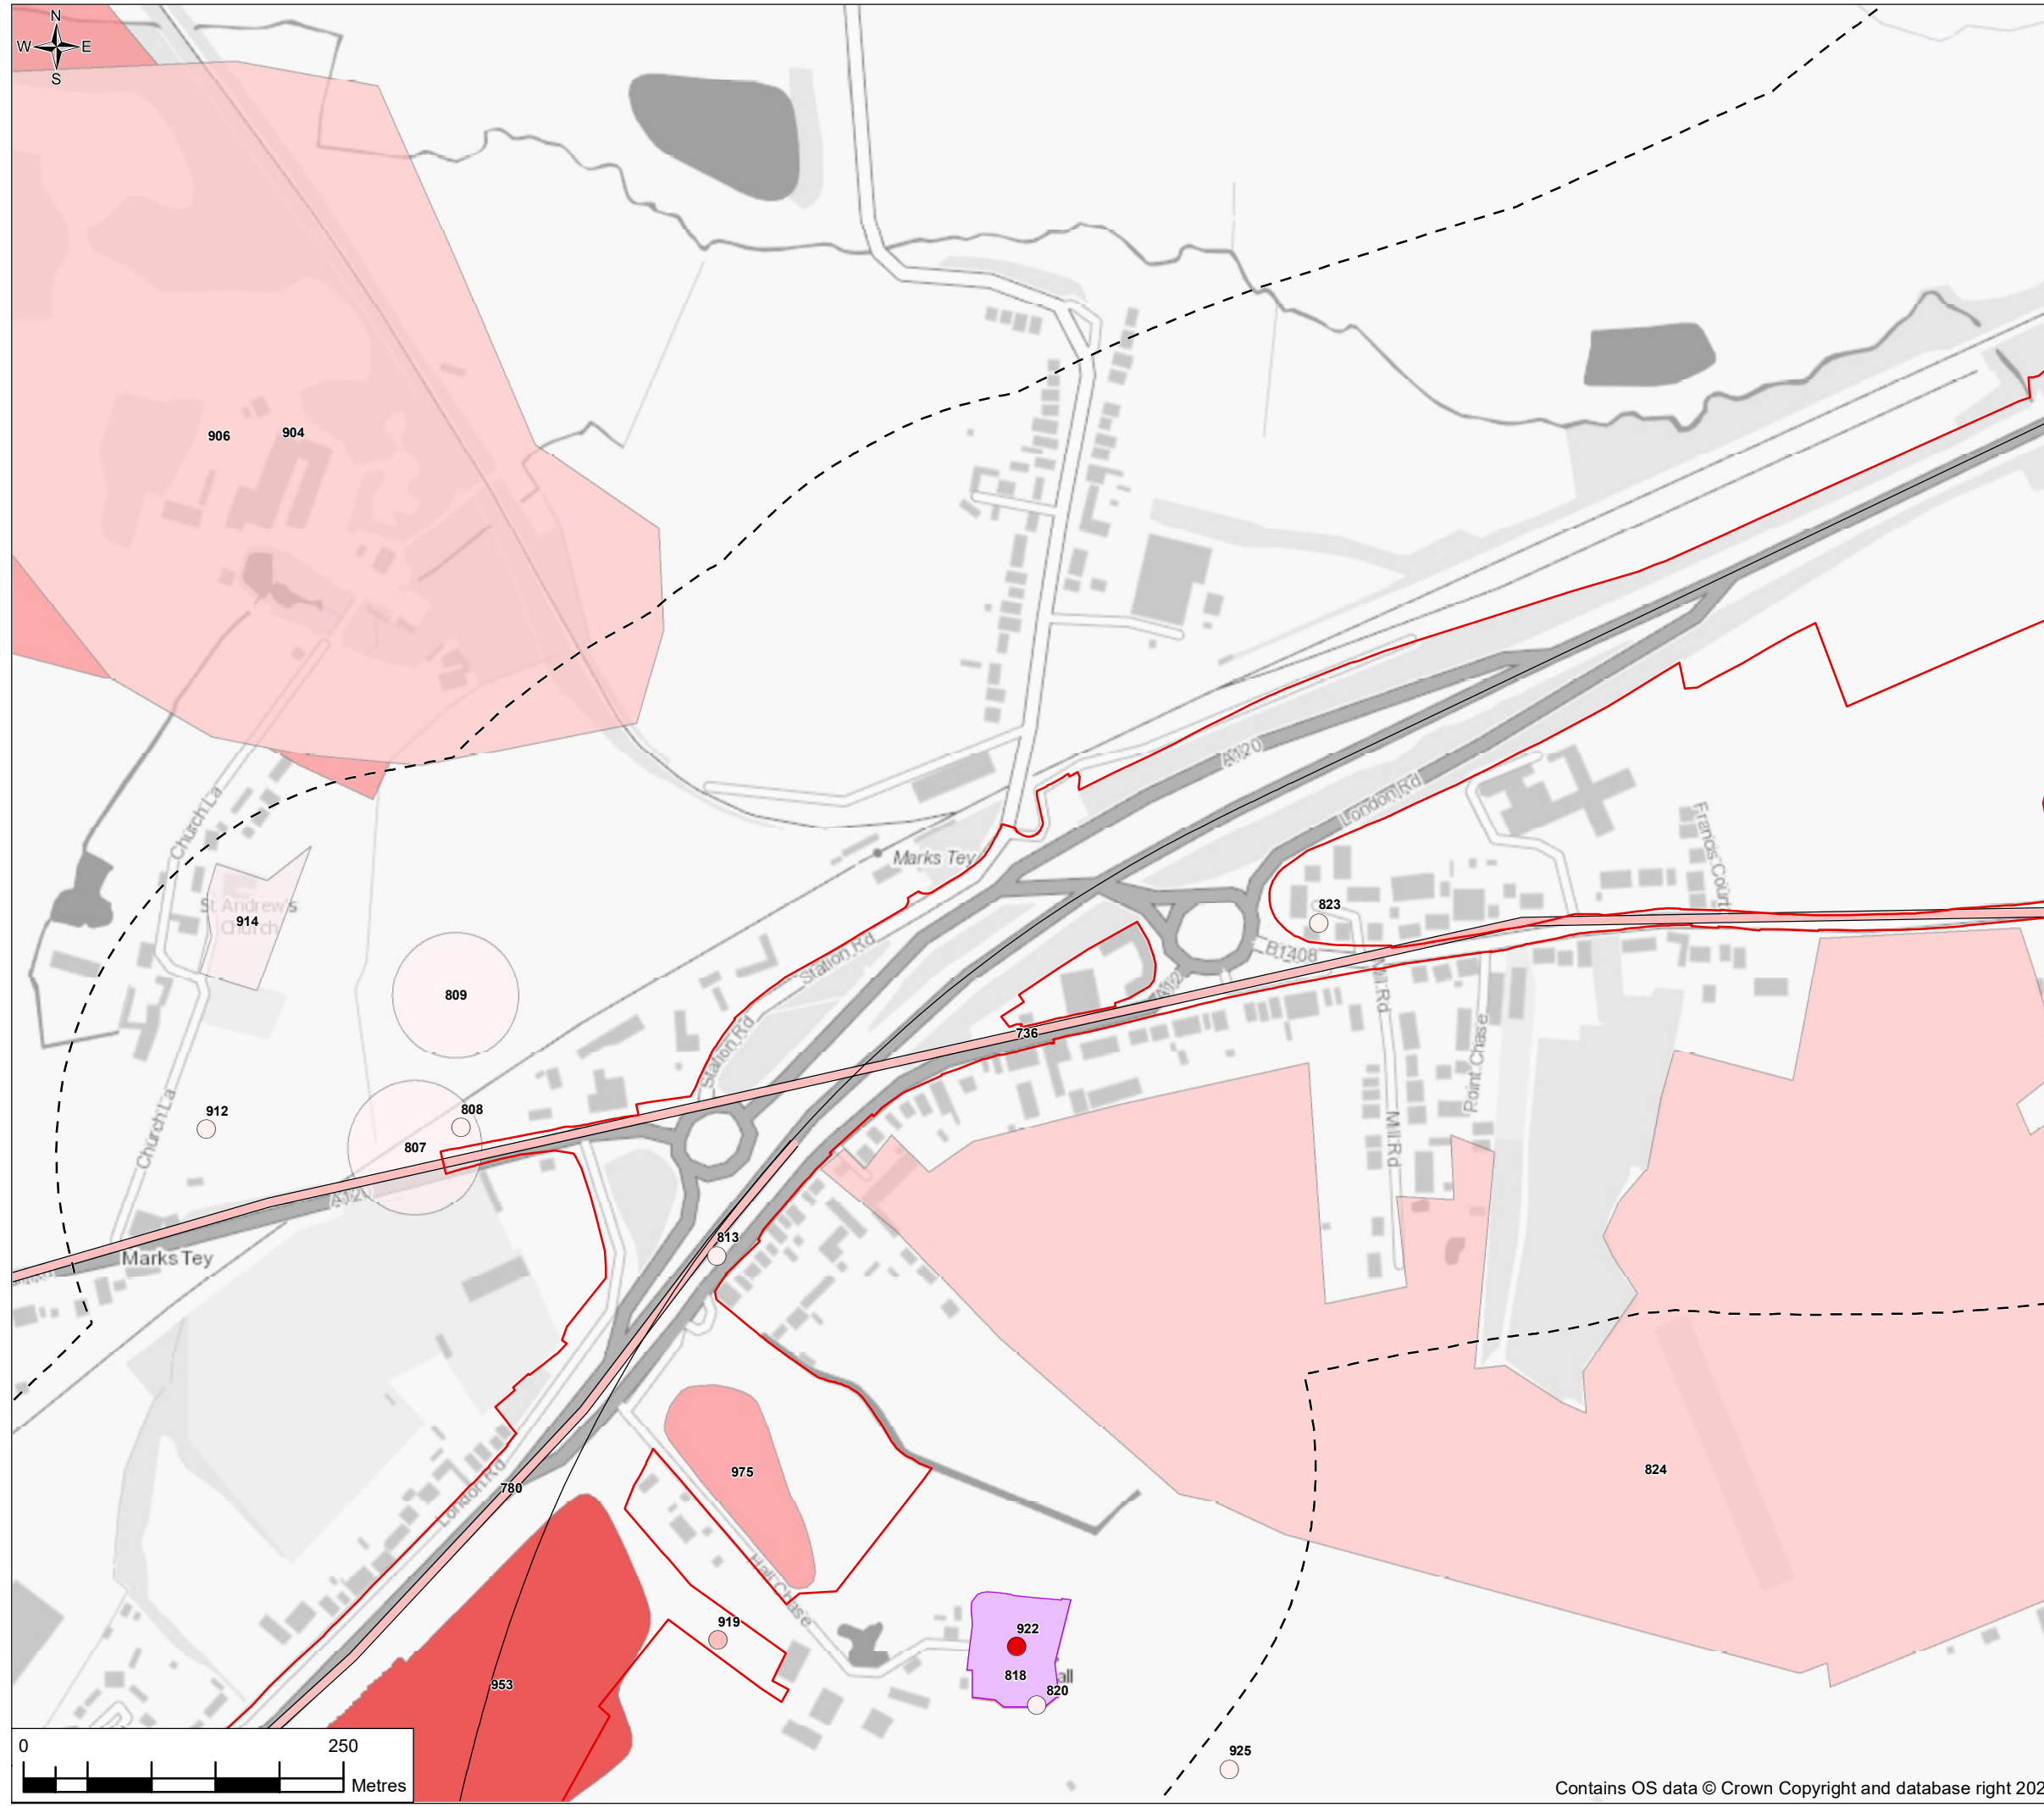 N
W E
S
906
904
A120
London Rd
Church La
Marks Tey
Francis Court
St Andrew's
Church
914
823
Station Rd
B1408
809
A12
Mill Rd
736
Station Rd
Point Chase
912
808
Church La
807
Mill Rd
A120
813
Marks Tey
975
824
780
London Rd
Hall Chase
919
922
818
all
953
820
925
0 250
Metres
Contains OS data © Crown Copyright and database right 202